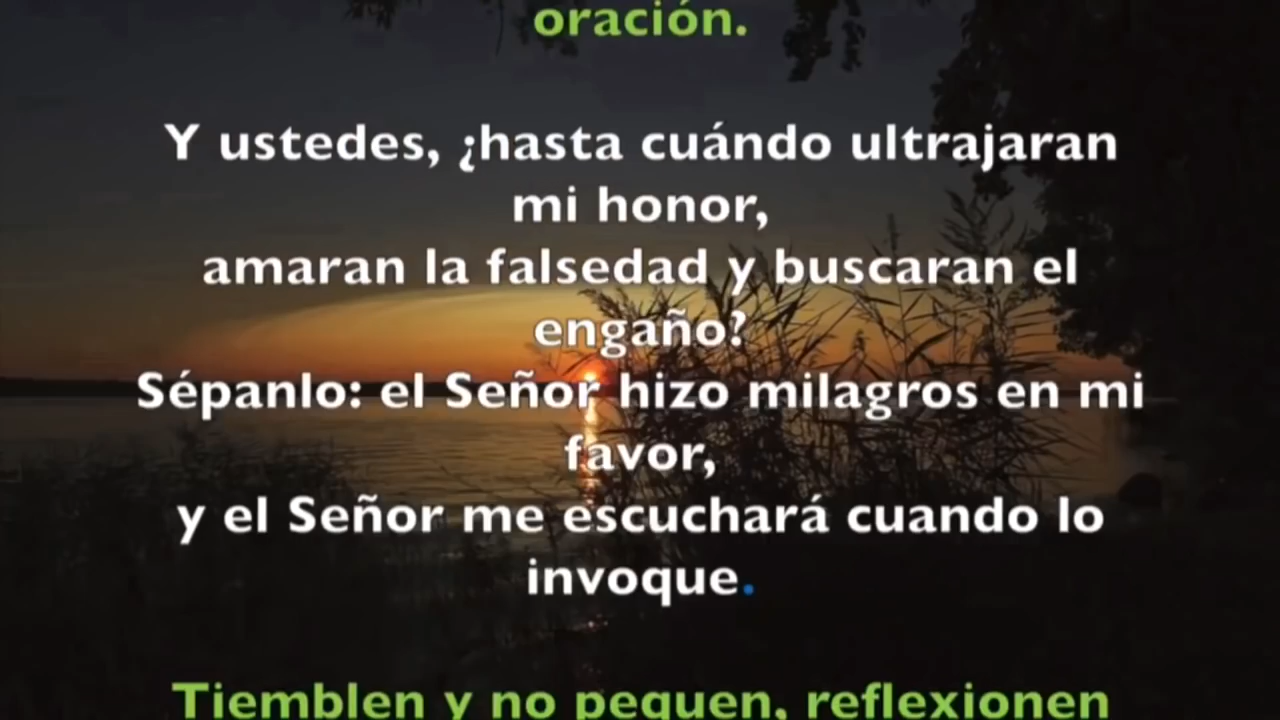 oración.
Y ustedes, ¿hasta cuándo ultrajaran
mi honor,
amaran la falsedad y buscaran el
engaño?
Sépanlo: el Señor hizo milagros en mi
favor,
y el Señor me escuchará cuando lo
invoque.
Tiemblen y no pequen, reflexionen